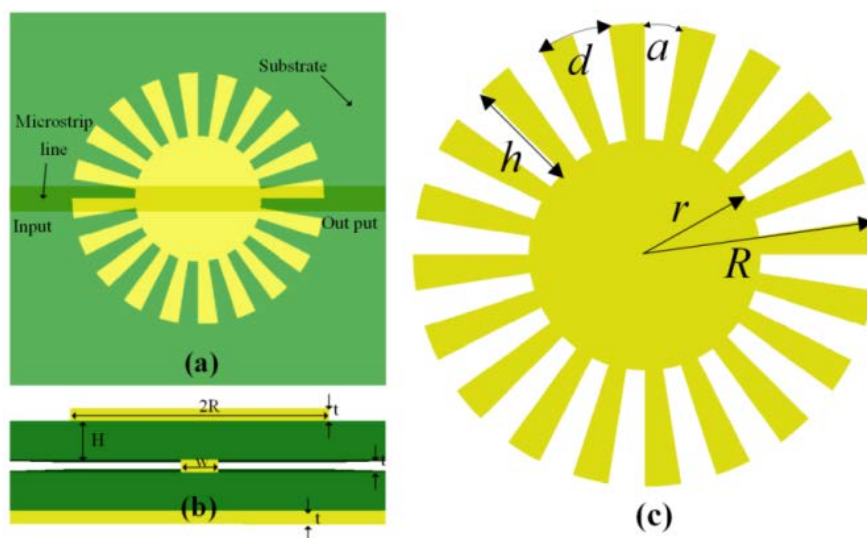 Substrate
Microstrip
line
Input
Out put
(a)
2R
t
H
W
t
(b)
t
d
a
h
r
R
(c)